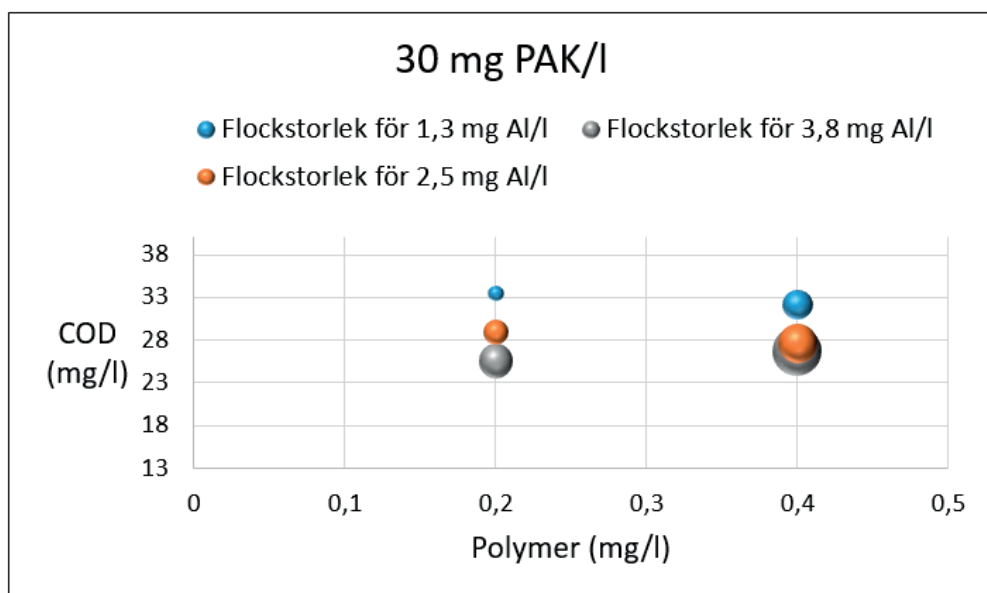 30 mg PAK/l
Flockstorlek för 1,3 mg Al/l
Flockstorlek för 3,8 mg Al/l
Flockstorlek för 2,5 mg Al/l
COD
(mg/l)
38
33
28
23
18
13
0 0,1 0,2 0,3 0,4 0,5
Polymer (mg/l)